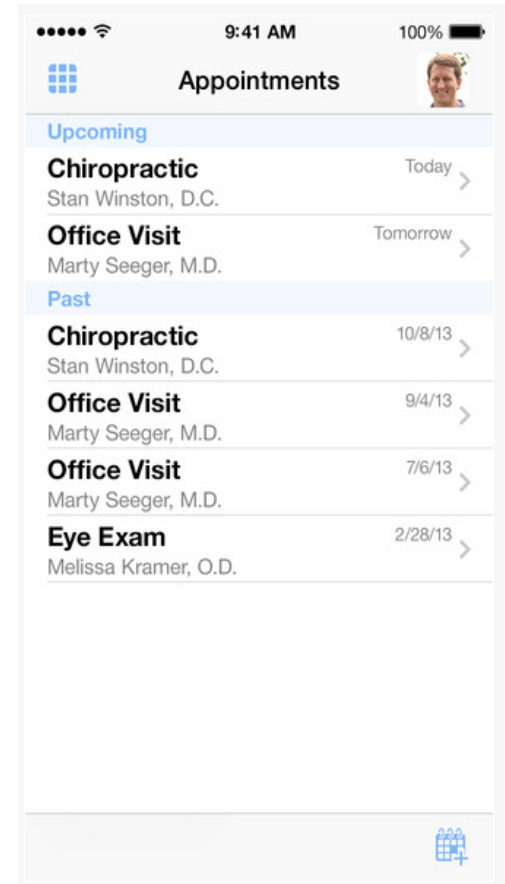 9:41 AM 100%
Appointments
Upcoming
Chiropractic Today
Stan Winston, D.C.
Office Visit Tomorrow
Marty Seeger, M.D.
Past
Chiropractic 10/8/13
Stan Winston, D.C.
Office Visit 9/4/13
Marty Seeger, M.D.
Office Visit 7/6/13
Marty Seeger, M.D.
Eye Exam 2/28/13
Melissa Kramer, O.D.